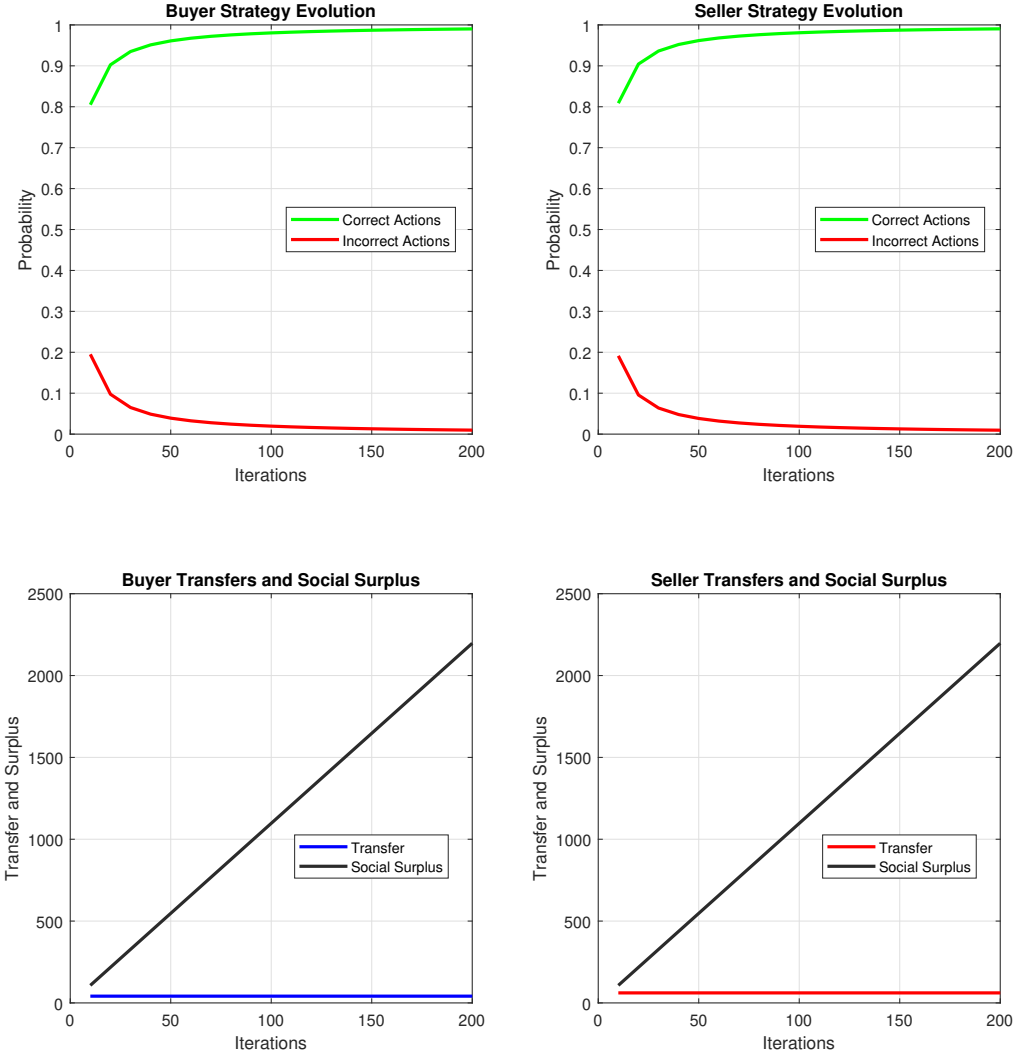 Buyer Strategy Evolution
1
0.9
0.8
0.7
0.6
0.5
0.4
0.3
0.2
0.1
0
Probability
Correct Actions
Incorrect Actions
0 50 100 150 200
Iterations
Seller Strategy Evolution
1
0.9
0.8
0.7
0.6
0.5
0.4
0.3
0.2
0.1
0
Probability
Correct Actions
Incorrect Actions
0 50 100 150 200
Iterations
Buyer Transfers and Social Surplus
2500
2000
1500
1000
500
0
Transfer and Surplus
Transfer
Social Surplus
0 50 100 150 200
Iterations
Seller Transfers and Social Surplus
2500
2000
1500
1000
500
0
Transfer and Surplus
Transfer
Social Surplus
0 50 100 150 200
Iterations